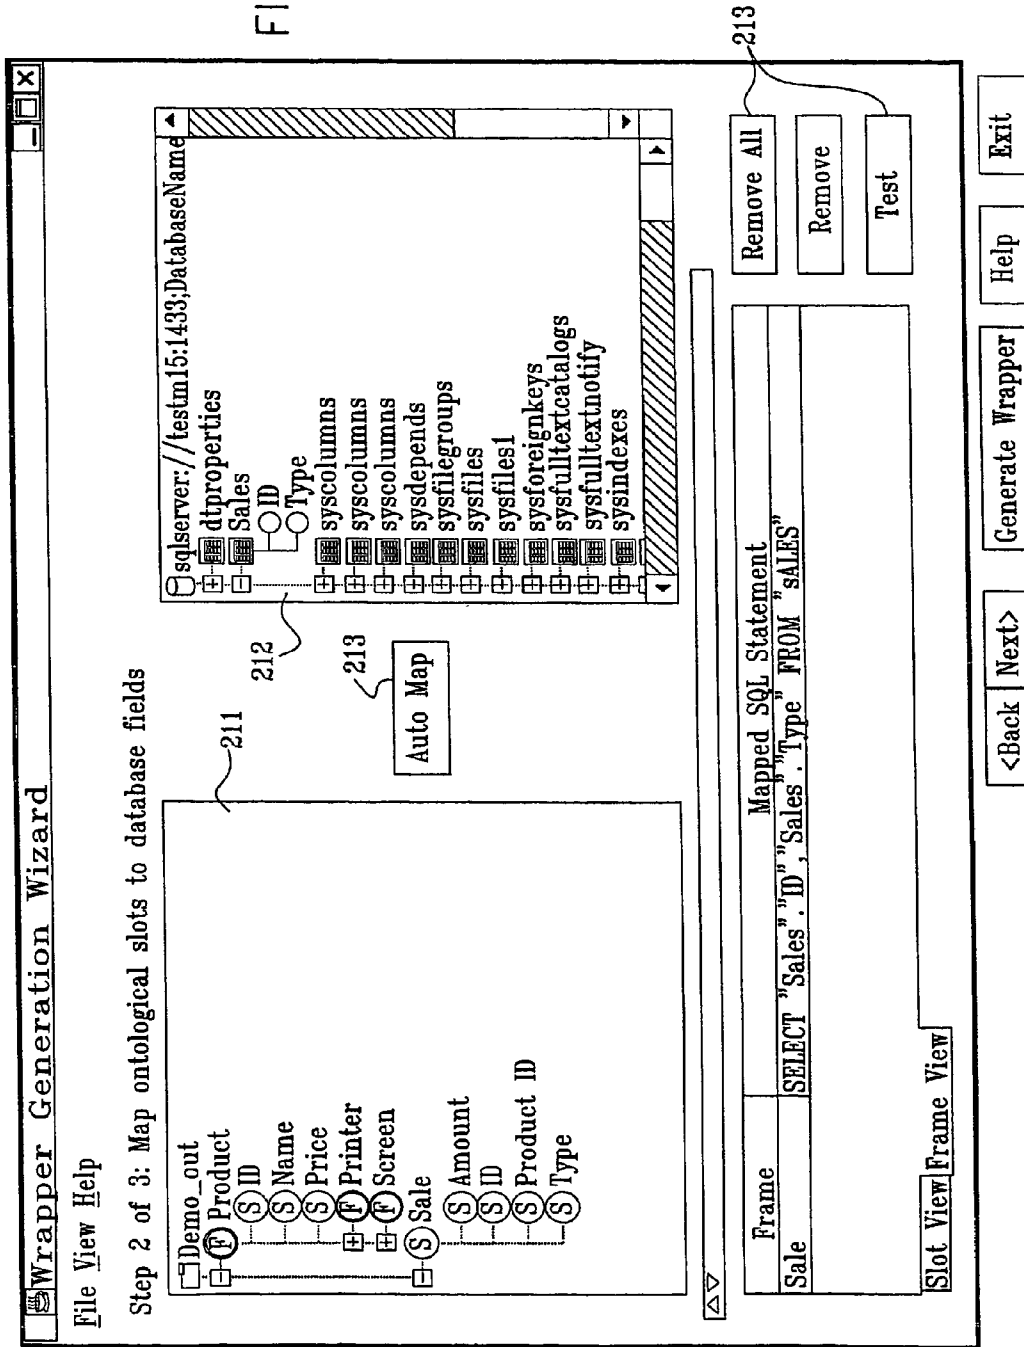 FI
Wrapper Generation Wizard
File View Help
Step 2 of 3: Map ontological slots to database fields
211
Demo_out
F Product
S ID
S Name
S Price
F Printer
F Screen
S Sale
S Amount
S ID
S Product ID
S Type
213
Auto Map
212
sqlserver://testm15:1433;DatabaseName
dtproperties
Sales
ID
Type
syscolumns
syscolumns
syscolumns
sysdepends
sysfilegroups
sysfiles
sysfiles1
sysforeignkeys
sysfulltextcatalogs
sysfulltextnotify
sysindexes
Frame
Mapped SQL Statement
Sale
SELECT "Sales"."ID","Sales"."Type" FROM "sALES"
Remove All
Remove
Test
213
Slot View
Frame View
<Back
Next>
Generate Wrapper
Help
Exit